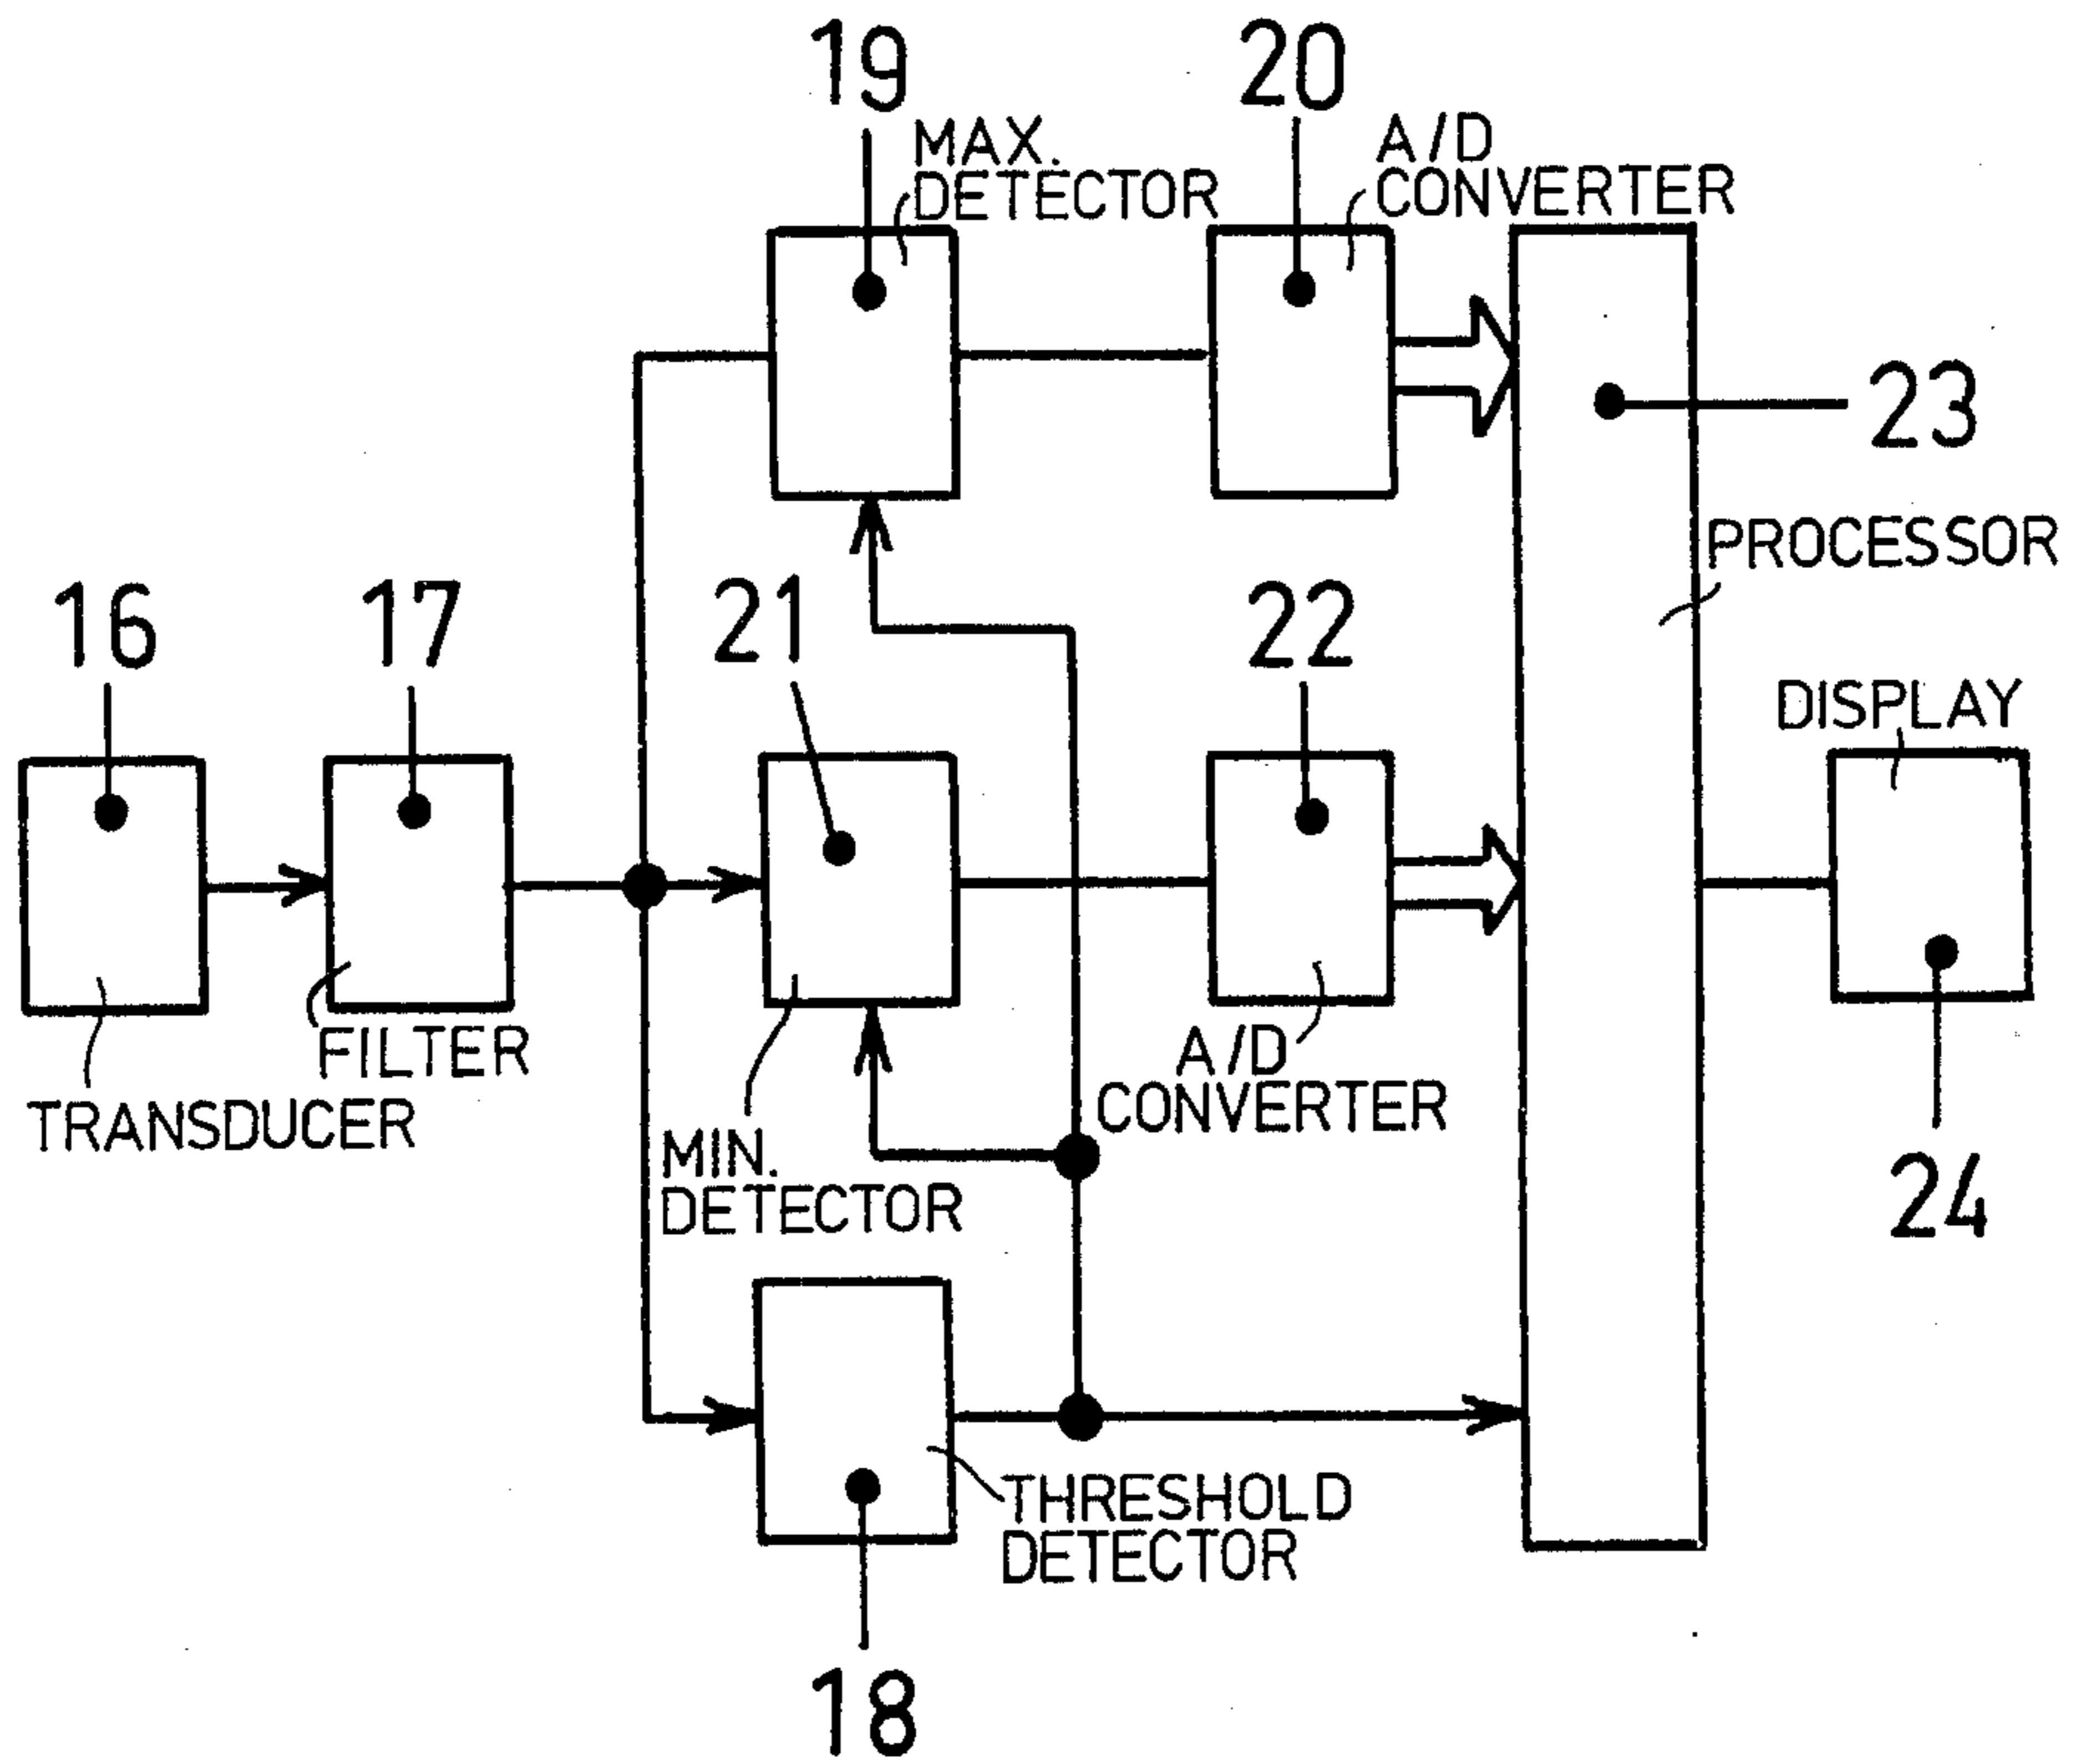 19
20
MAX.
DETECTOR
A/D
CONVERTER
23
PROCESSOR
16
17
21
22
DISPLAY
FILTER
TRANSDUCER
A/D
CONVERTER
MIN.
DETECTOR
24
THRESHOLD
DETECTOR
18